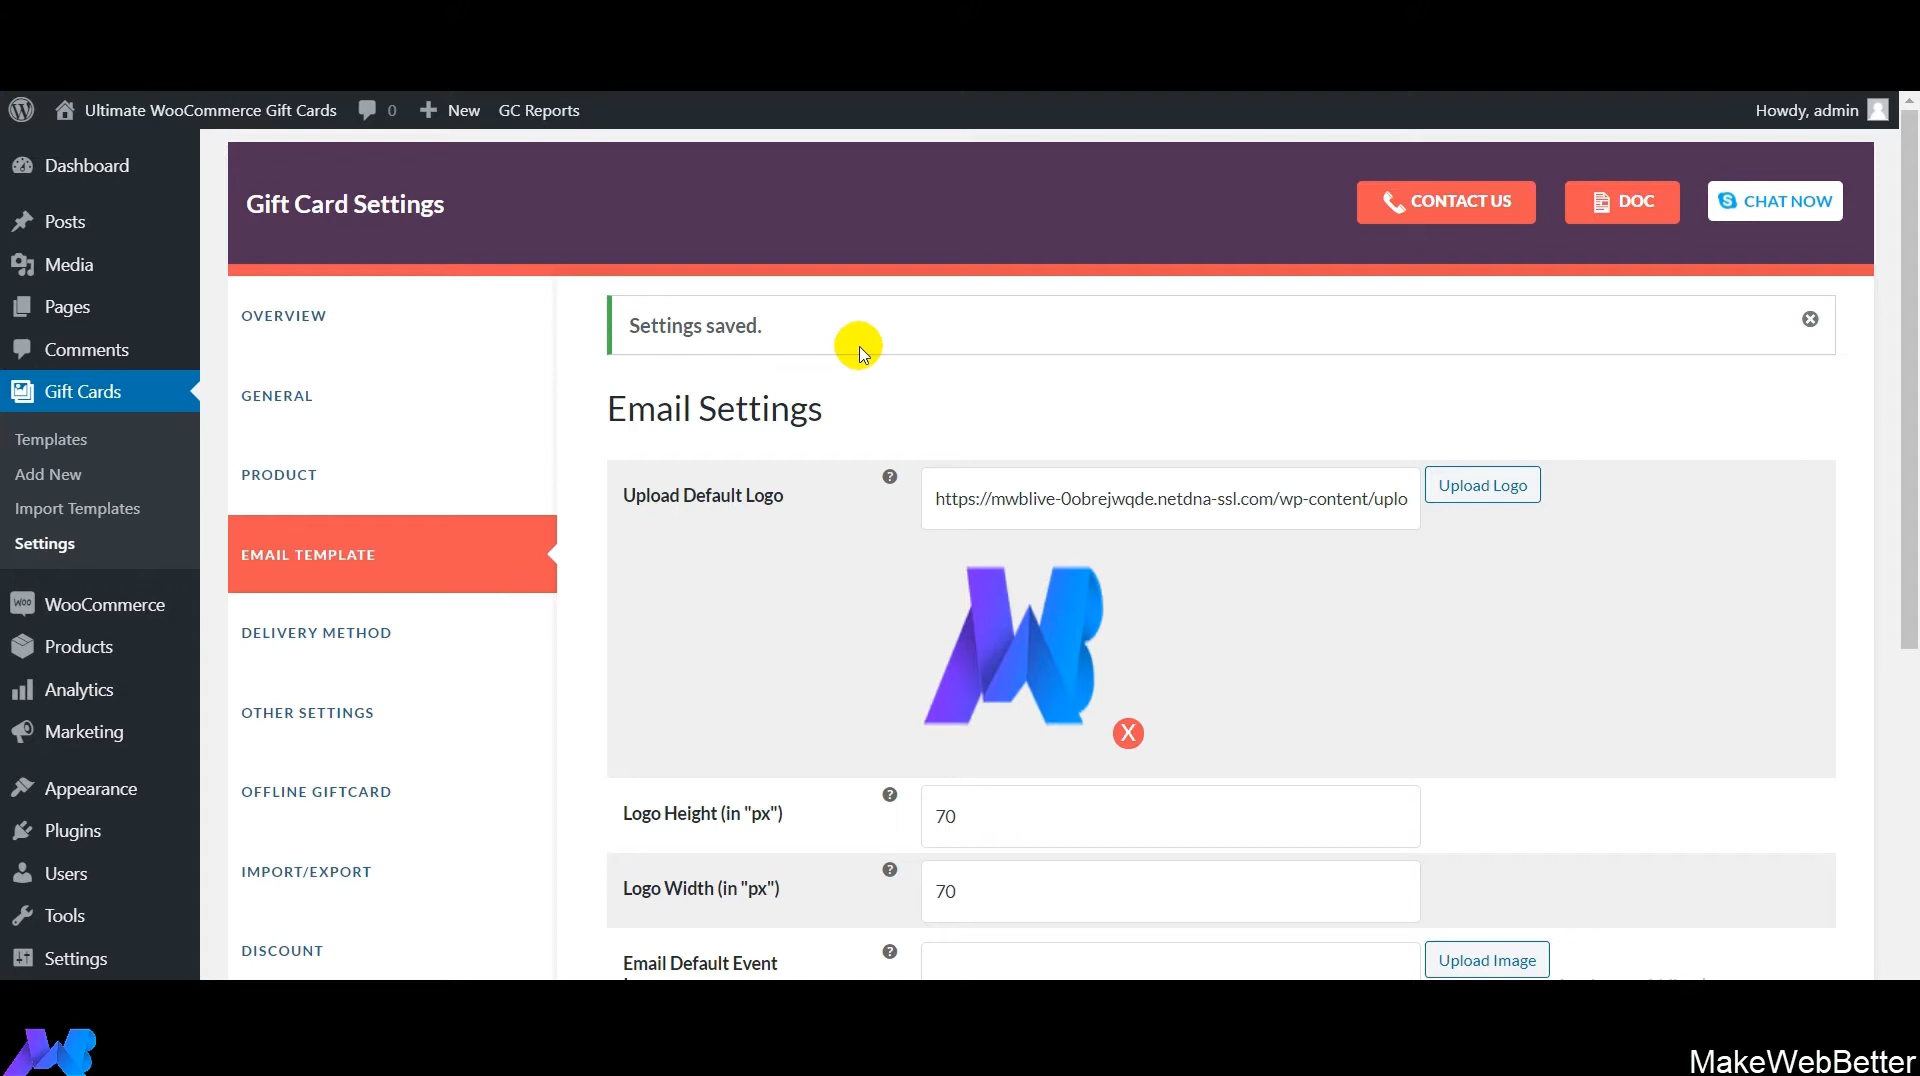 Ultimate WooCommerce Gift Cards 0 New GC Reports Howdy, admin
Dashboard
Posts
Media
Pages
Comments
Gift Cards
Templates
Add New
Import Templates
Settings
WooCommerce
Products
Analytics
Marketing
Appearance
Plugins
Users
Tools
Settings
Gift Card Settings
CONTACT US
DOC
CHAT NOW
OVERVIEW
GENERAL
PRODUCT
EMAIL TEMPLATE
DELIVERY METHOD
OTHER SETTINGS
OFFLINE GIFTCARD
IMPORT/EXPORT
DISCOUNT
Settings saved.
Email Settings
Upload Default Logo
https://mwblive-0obrejwqde.netdna-ssl.com/wp-content/uplo
Upload Logo
X
Logo Height (in "px")
70
Logo Width (in "px")
70
Email Default Event
Upload Image
MakeWebBetter